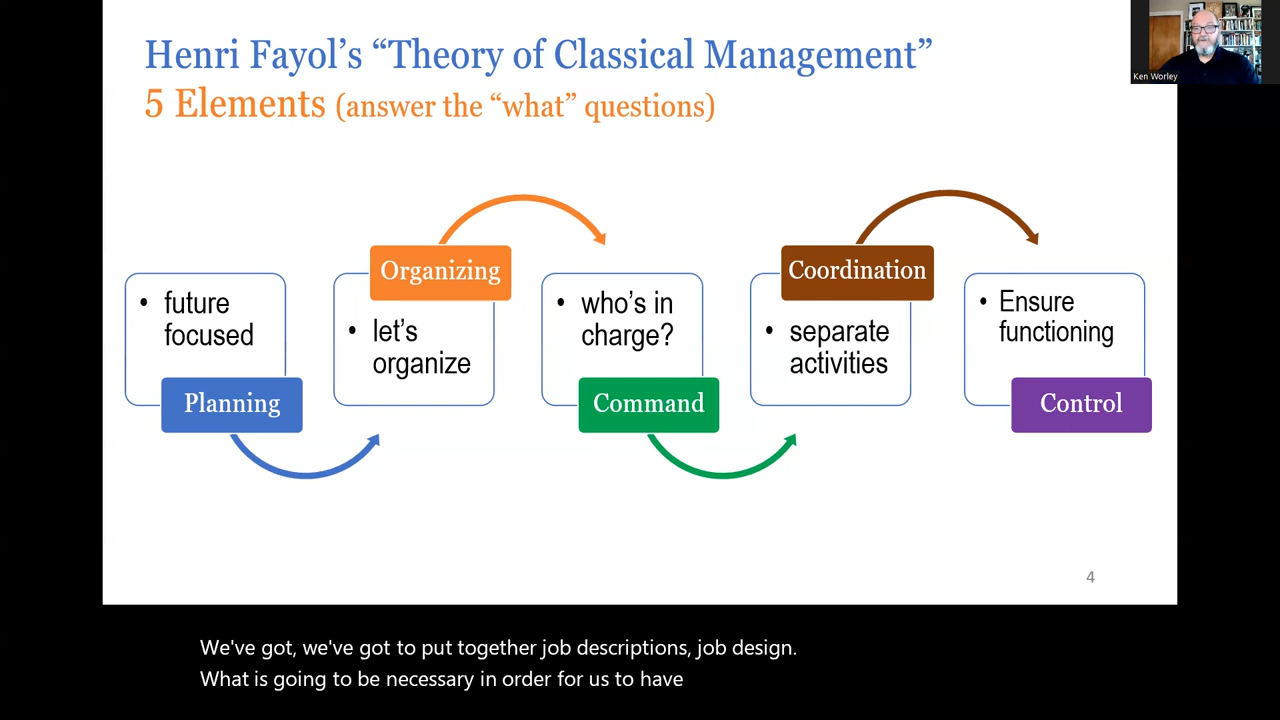 Henri Fayol’s “Theory of Classical Management”
5 Elements (answer the “what” questions)
Ken Worley
• future
focused
Planning
Organizing
• let’s
organize
• who’s in
charge?
Command
Coordination
• separate
activities
• Ensure
functioning
Control
4
We've got, we've got to put together job descriptions, job design.
What is going to be necessary in order for us to have